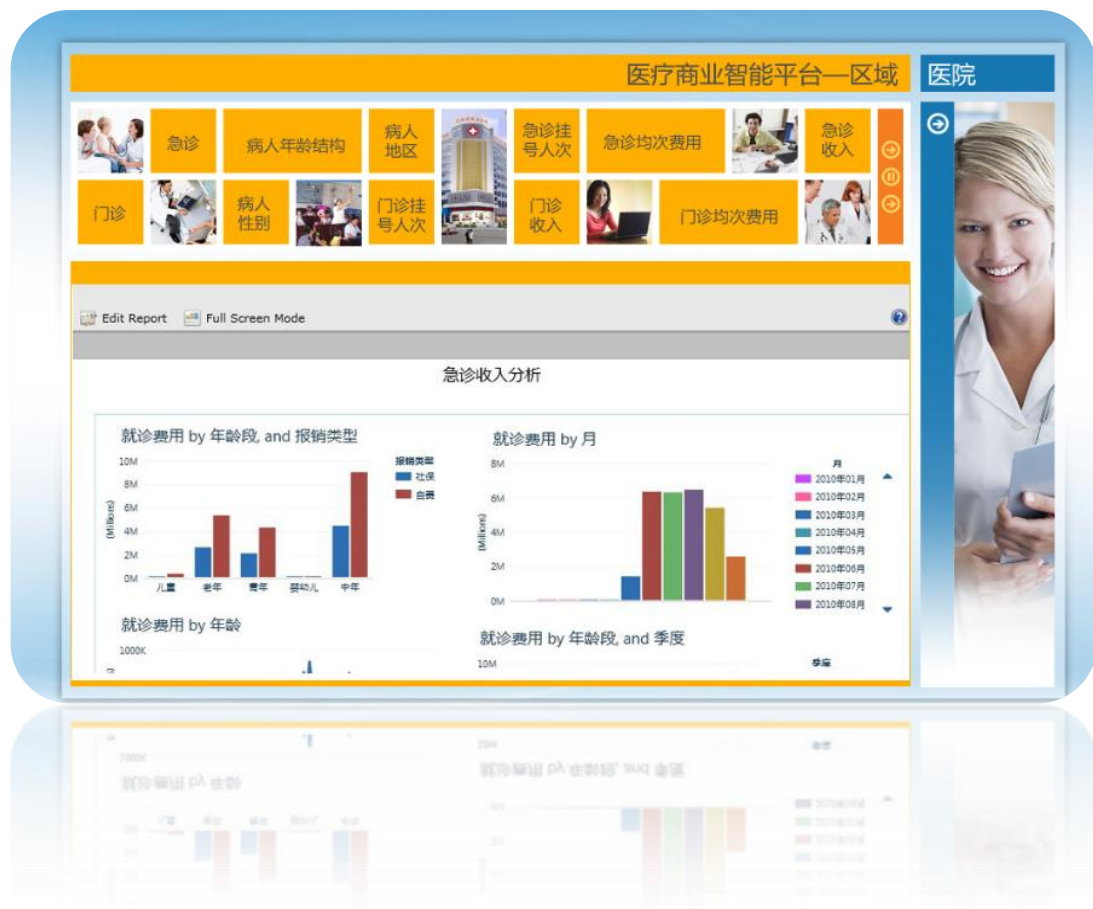 医疗商业智能平台—区域
医院
急诊
病人年龄结构
病人
地区
急诊挂
号人次
急诊均次费用
急诊
收入
门诊
病人
性别
门诊挂
号人次
门诊
收入
门诊均次费用
Edit Report
Full Screen Mode
急诊收入分析
就诊费用 by 年龄段, and 报销类型
10M
8M
6M
4M
2M
0M
(Millions)
儿童 老年 青年 婴幼儿 中年
报销类型
社保
自费
就诊费用 by 月
8M
6M
4M
2M
0M
(Millions)
月
2010年01月
2010年02月
2010年03月
2010年04月
2010年05月
2010年06月
2010年07月
2010年08月
就诊费用 by 年龄
1000K
就诊费用 by 年龄段, and 季度
10M
季度